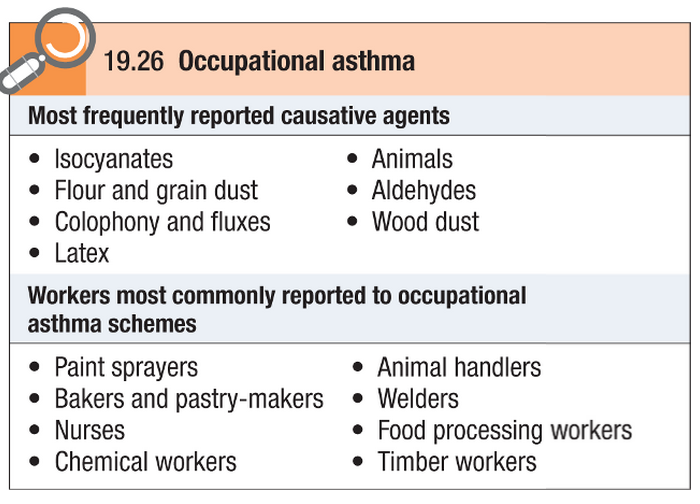 19.26 Occupational asthma
Most frequently reported causative agents
• Isocyanates
• Flour and grain dust
• Colophony and fluxes
• Latex
• Animals
• Aldehydes
• Wood dust
Workers most commonly reported to occupational
asthma schemes
• Paint sprayers
• Bakers and pastry-makers
• Nurses
• Chemical workers
• Animal handlers
• Welders
• Food processing workers
• Timber workers